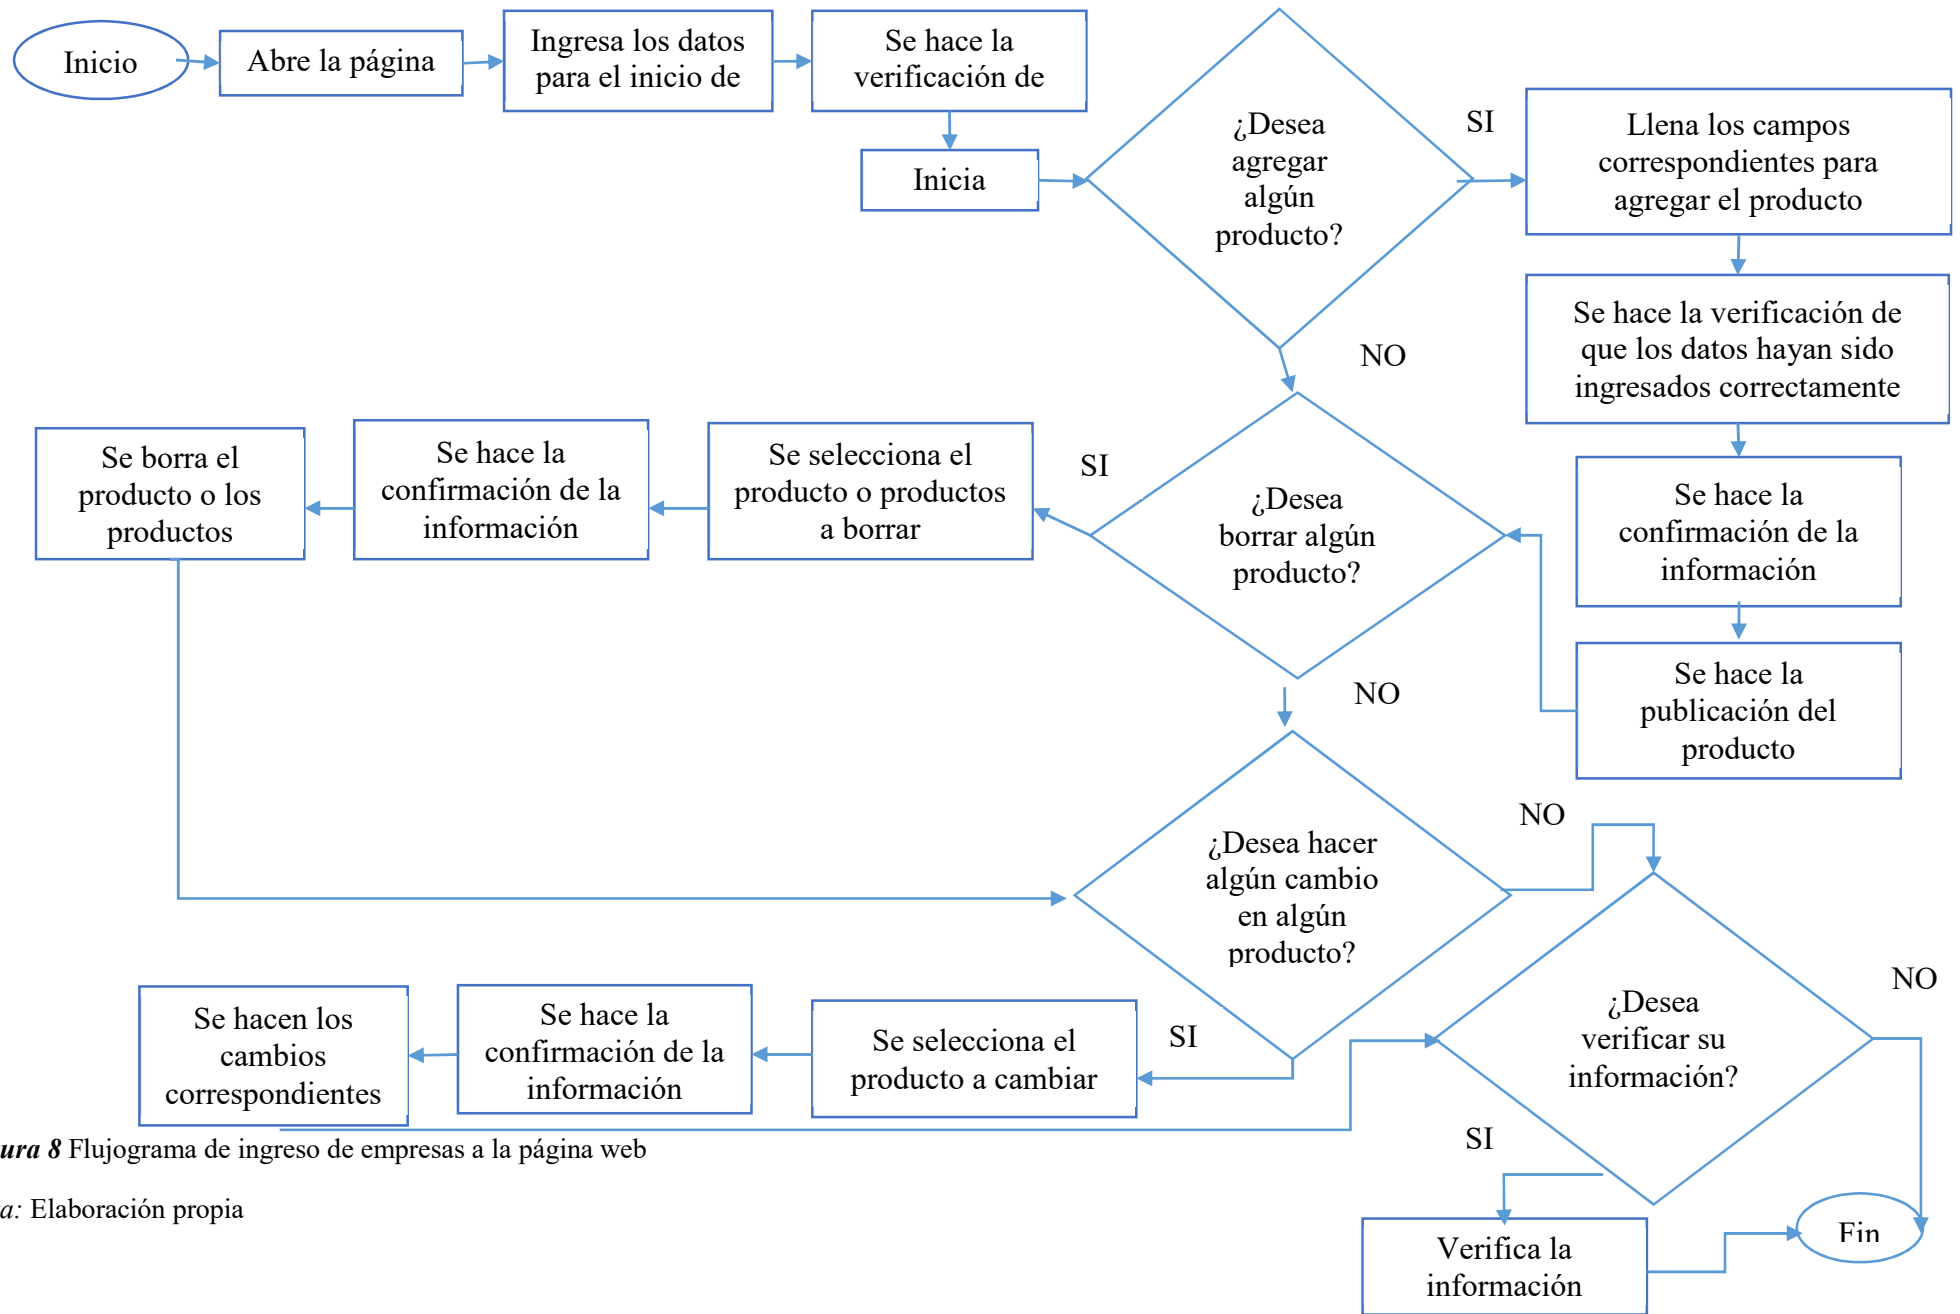 Inicio
Abre la página
Ingresa los datos
para el inicio de
Se hace la
verificación de
Inicia
¿Desea
agregar
algún
producto?
SI
Llena los campos
correspondientes para
agregar el producto
Se hace la verificación de
que los datos hayan sido
ingresados correctamente
NO
Se hace la
confirmación de la
información
Se hace la
publicación del
producto
¿Desea
borrar algún
producto?
SI
Se selecciona el
producto o productos
a borrar
Se hace la
confirmación de la
información
Se borra el
producto o los
productos
NO
¿Desea hacer
algún cambio
en algún
producto?
NO
SI
Se selecciona el
producto a cambiar
Se hace la
confirmación de la
información
Se hacen los
cambios
correspondientes
¿Desea
verificar su
información?
NO
SI
Verifica la
información
Fin
ura 8 Flujograma de ingreso de empresas a la página web
a: Elaboración propia